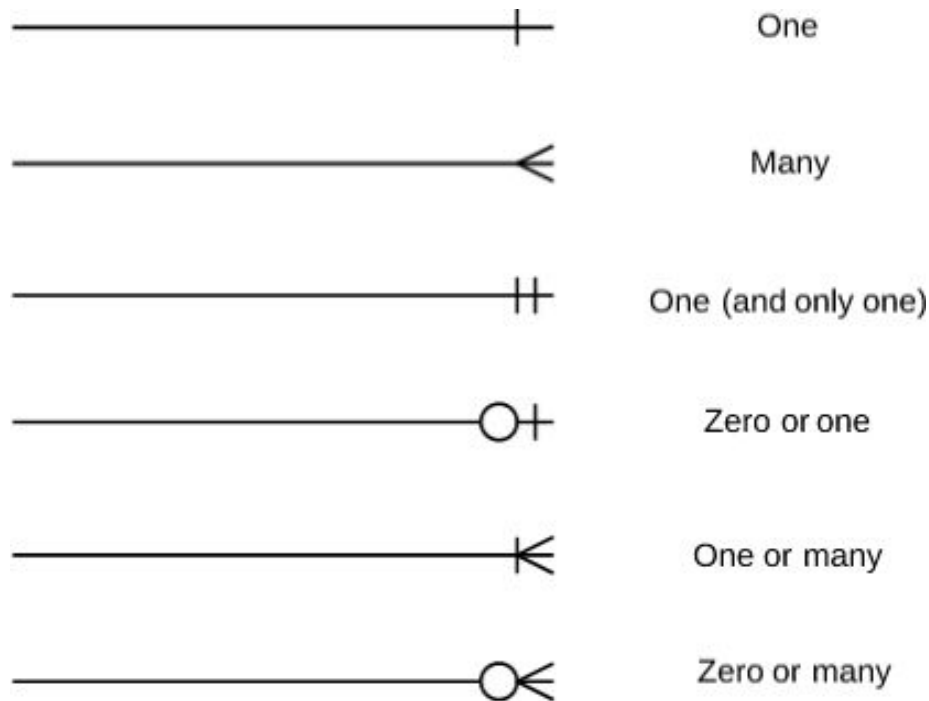 One
Many
One (and only one)
Zero or one
One or many
Zero or many